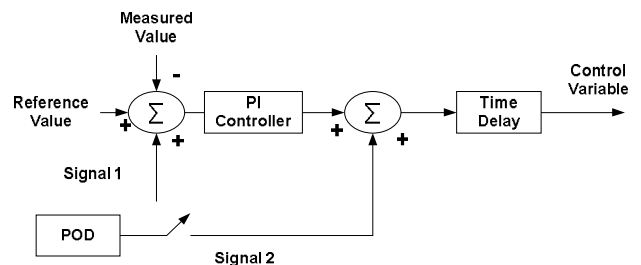 Measured
Value
-
Control
Variable
Reference
Value
Σ
PI
Controller
Σ
Time
Delay
+
+
+
+
Signal 1
POD
Signal 2